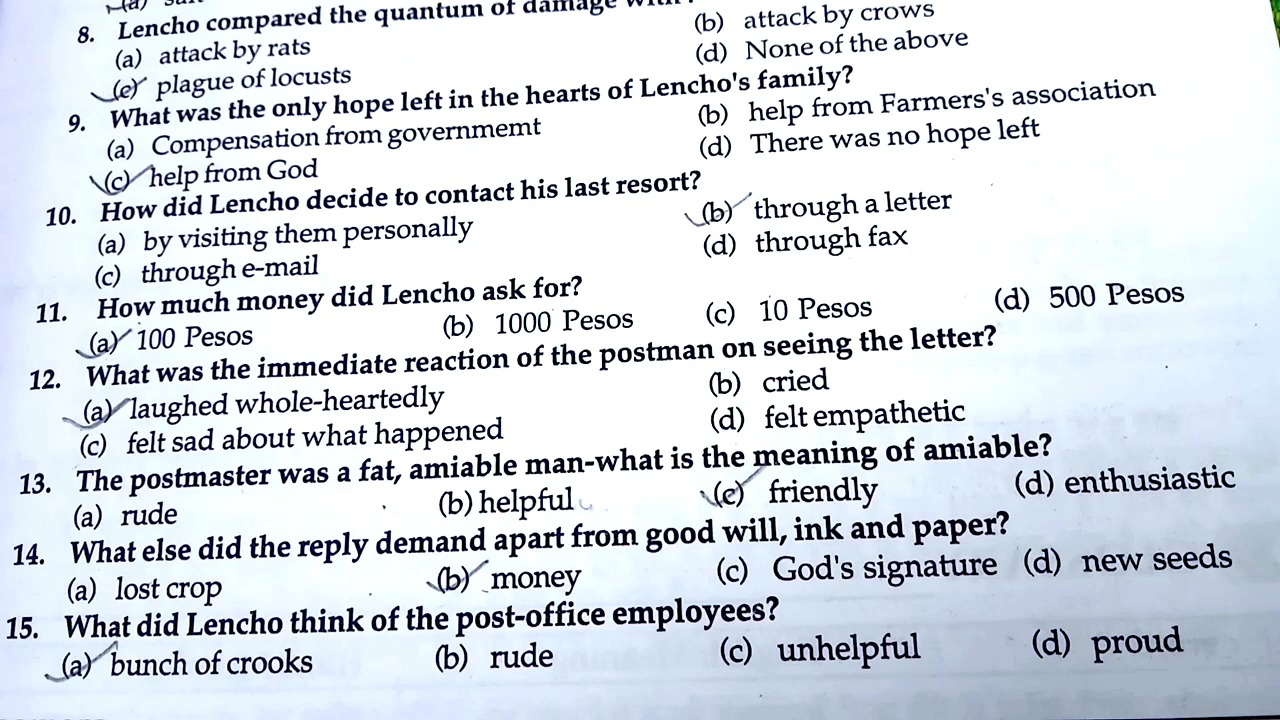 8. Lencho compared the quantum of damage
(a) attack by rats (b) attack by crows
(c) plague of locusts (d) None of the above
9. What was the only hope left in the hearts of Lencho's family?
(a) Compensation from governmemt (b) help from Farmers's association
(c) help from God (d) There was no hope left
10. How did Lencho decide to contact his last resort?
(a) by visiting them personally (b) through a letter
(c) through e-mail (d) through fax
11. How much money did Lencho ask for?
(a) 100 Pesos (b) 1000 Pesos (c) 10 Pesos (d) 500 Pesos
12. What was the immediate reaction of the postman on seeing the letter?
(a) laughed whole-heartedly (b) cried
(c) felt sad about what happened (d) felt empathetic
13. The postmaster was a fat, amiable man-what is the meaning of amiable?
(a) rude (b) helpful (c) friendly (d) enthusiastic
14. What else did the reply demand apart from good will, ink and paper?
(a) lost crop (b) money (c) God's signature (d) new seeds
15. What did Lencho think of the post-office employees?
(a) bunch of crooks (b) rude (c) unhelpful (d) proud